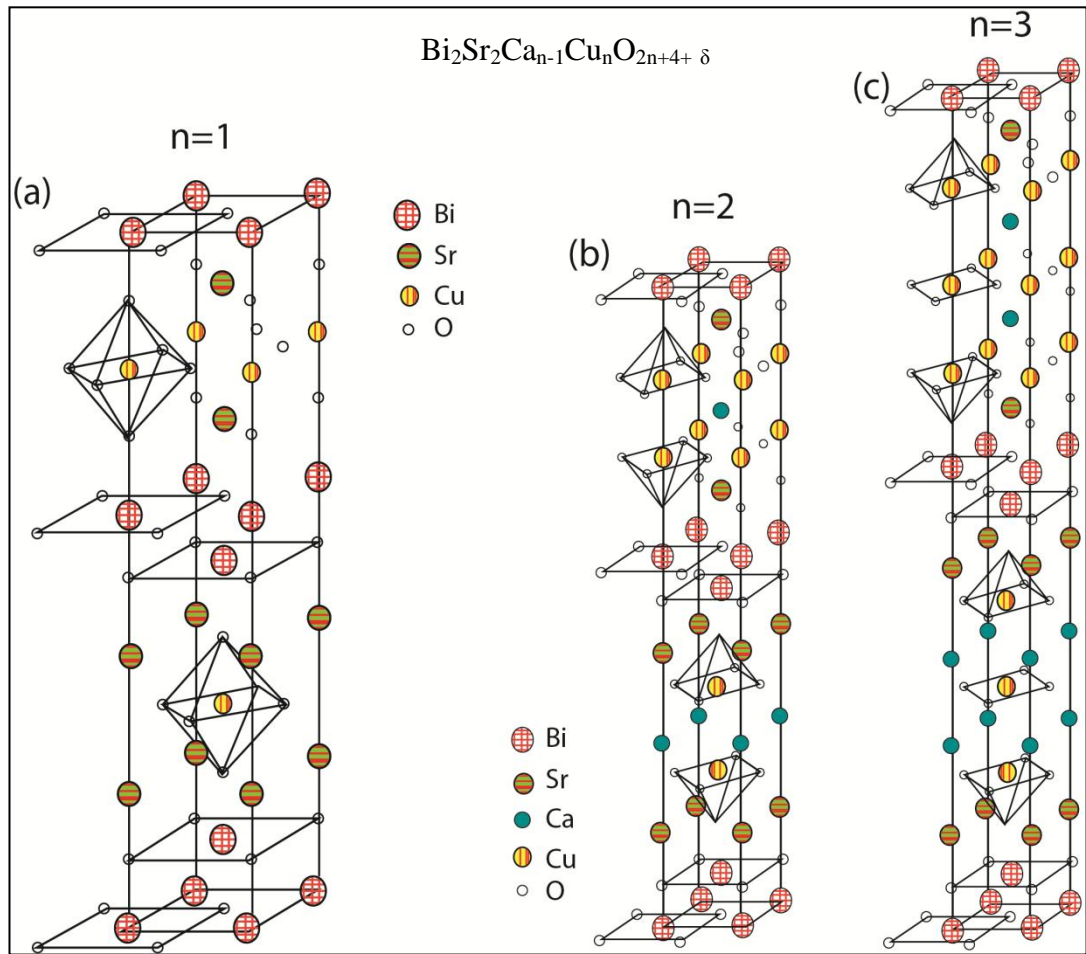 Bi₂Sr₂Caₙ₋₁CuₙO₂ₙ₊₄₊ δ
n=3
(c)
n=1
(a)
Bi
Sr
Cu
O
n=2
(b)
Bi
Sr
Ca
Cu
O